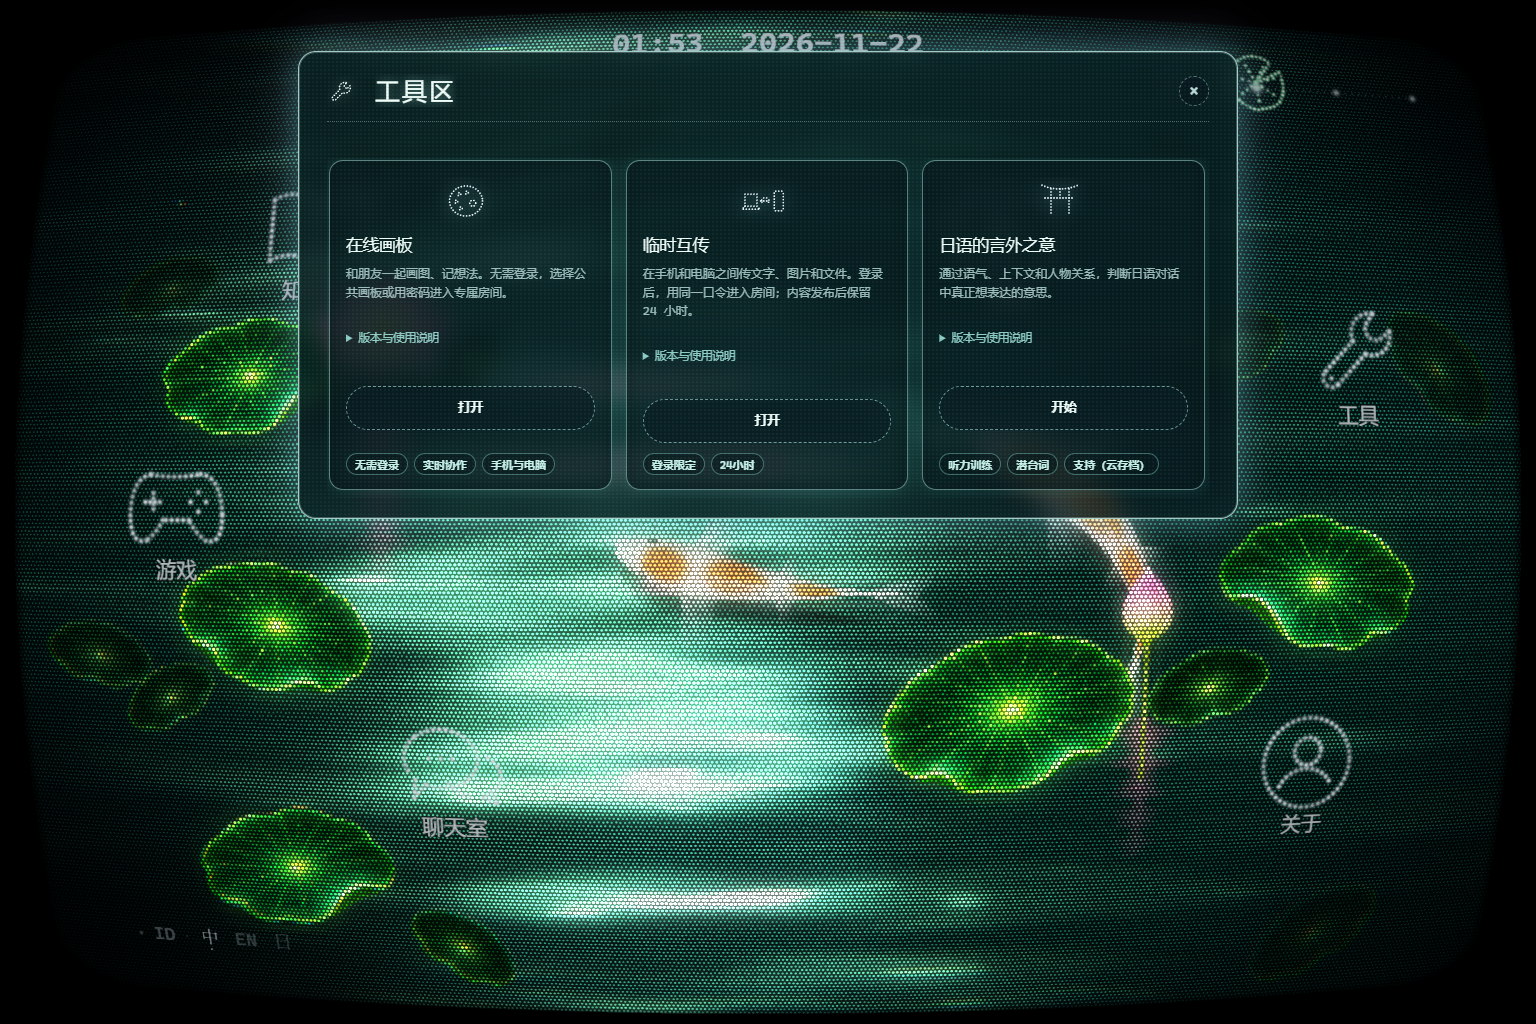 01:53 2026-11-22
工具区
在线画板
和朋友一起画图、记想法。无需登录，选择公
共画板或用密码进入专属房间。
版本与使用说明
打开
无需登录 实时协作 手机与电脑
临时互传
在手机和电脑之间传文字、图片和文件。登录
后，用同一口令进入房间；内容发布后保留
24 小时。
版本与使用说明
打开
登录限定 24小时
日语的言外之意
通过语气、上下文和人物关系，判断日语对话
中真正想表达的意思。
版本与使用说明
开始
听力训练 潜台词 支持（云存档）
知
工具
游戏
聊天室
关于
ID 中 EN 日